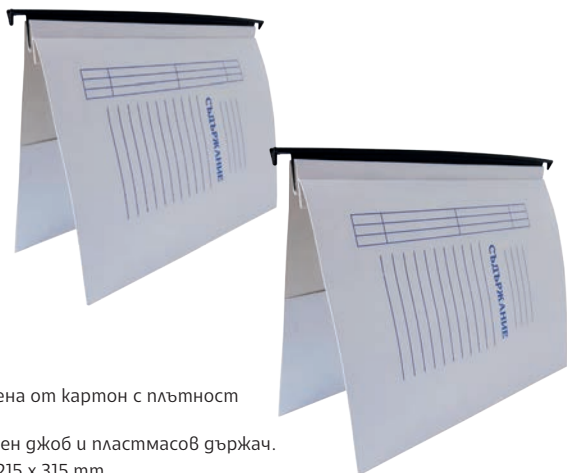 СЪДЪРЖАНИЕ
СЪДЪРЖАНИЕ
ена от картон с плътност
ен джоб и пластмасов държач.
215 x 315 mm